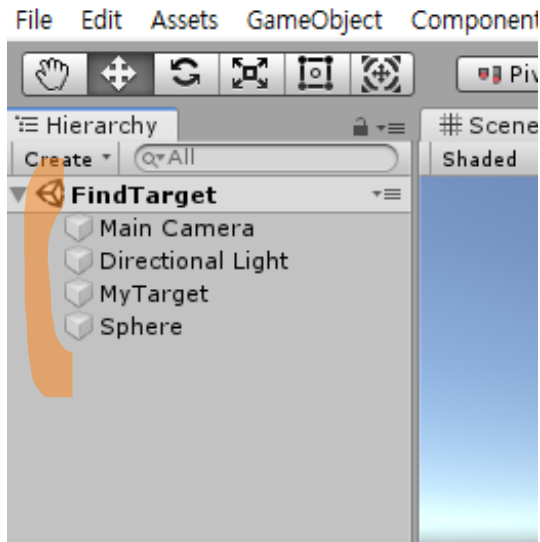 File Edit Assets GameObject Component
Piv
Hierarchy
# Scene
Create
All
Shaded
FindTarget
Main Camera
Directional Light
MyTarget
Sphere